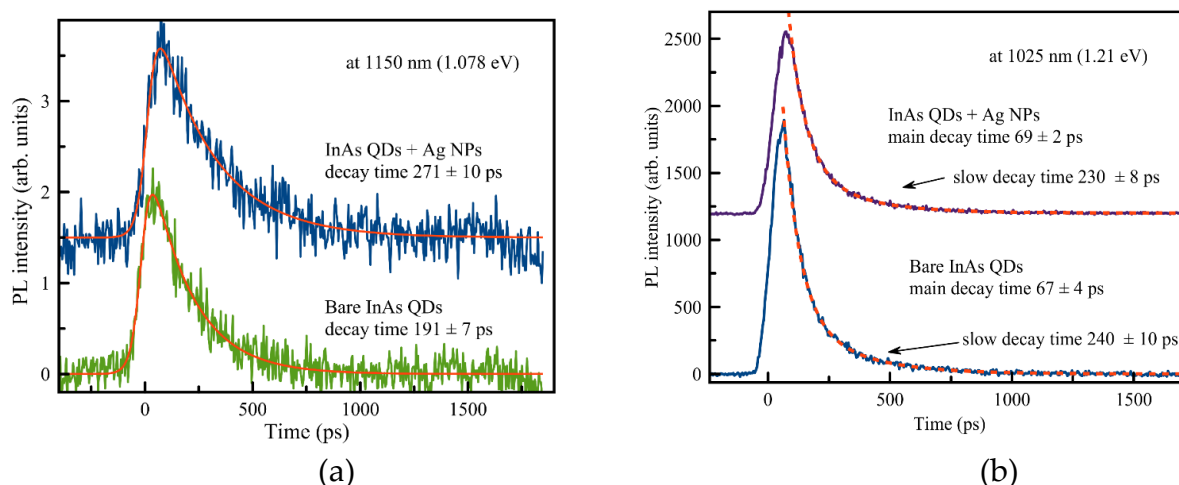 at 1150 nm (1.078 eV)
3
2
1
0
PL intensity (arb. units)
InAs QDs + Ag NPs
decay time 271 ± 10 ps
Bare InAs QDs
decay time 191 ± 7 ps
0
500
1000
1500
Time (ps)
(a)
at 1025 nm (1.21 eV)
2500
2000
1500
1000
500
0
PL intensity (arb. units)
InAs QDs + Ag NPs
main decay time 69 ± 2 ps
slow decay time 230 ± 8 ps
Bare InAs QDs
main decay time 67 ± 4 ps
slow decay time 240 ± 10 ps
0
500
1000
1500
Time (ps)
(b)